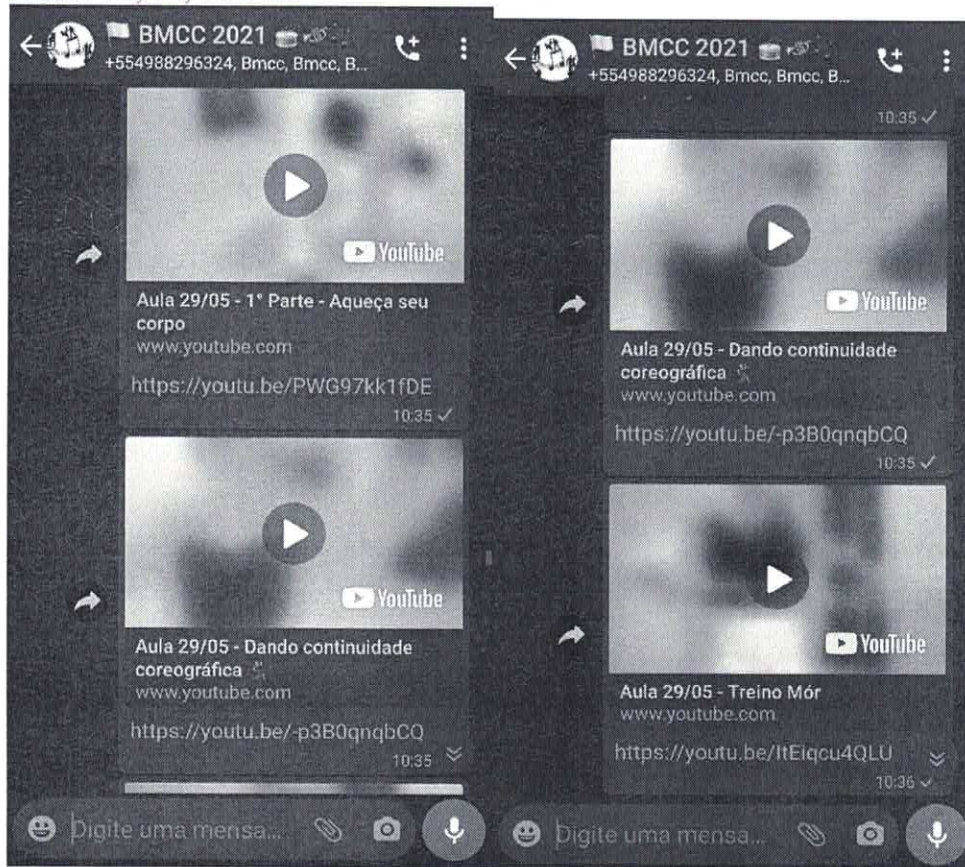 BMCC 2021
+554988296324, Bmcc, Bmcc, B...
YouTube
Aula 29/05 - 1° Parte - Aqueça seu
corpo
www.youtube.com
https://youtu.be/PWG97kk1fDE
10:35
YouTube
Aula 29/05 - Dando continuidade
coreográfica
www.youtube.com
https://youtu.be/-p3B0qnqbCQ
10:35
Digite uma mensa...
BMCC 2021
+554988296324, Bmcc, Bmcc, B...
10:35
YouTube
Aula 29/05 - Dando continuidade
coreográfica
www.youtube.com
https://youtu.be/-p3B0qnqbCQ
10:35
YouTube
Aula 29/05 - Treino Mór
www.youtube.com
https://youtu.be/ItEiqcu4QLU
10:36
Digite uma mensa...